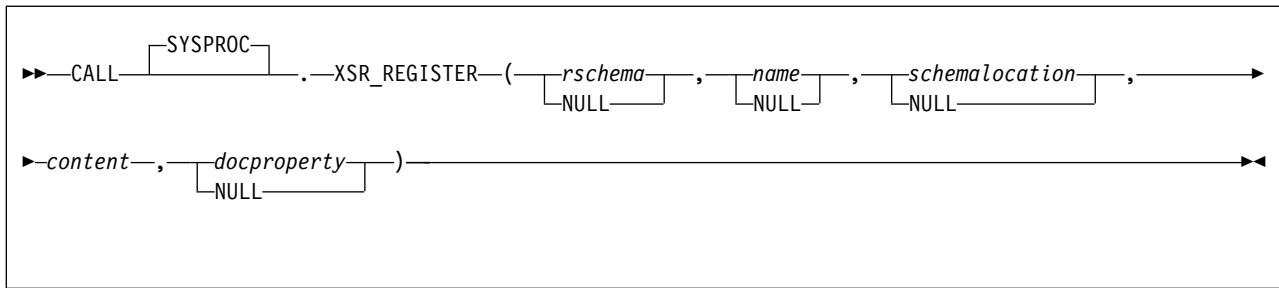 SYSPROC
CALL . XSR_REGISTER ( rschema , name , schemalocation ,
NULL NULL NULL
content , docproperty )
NULL